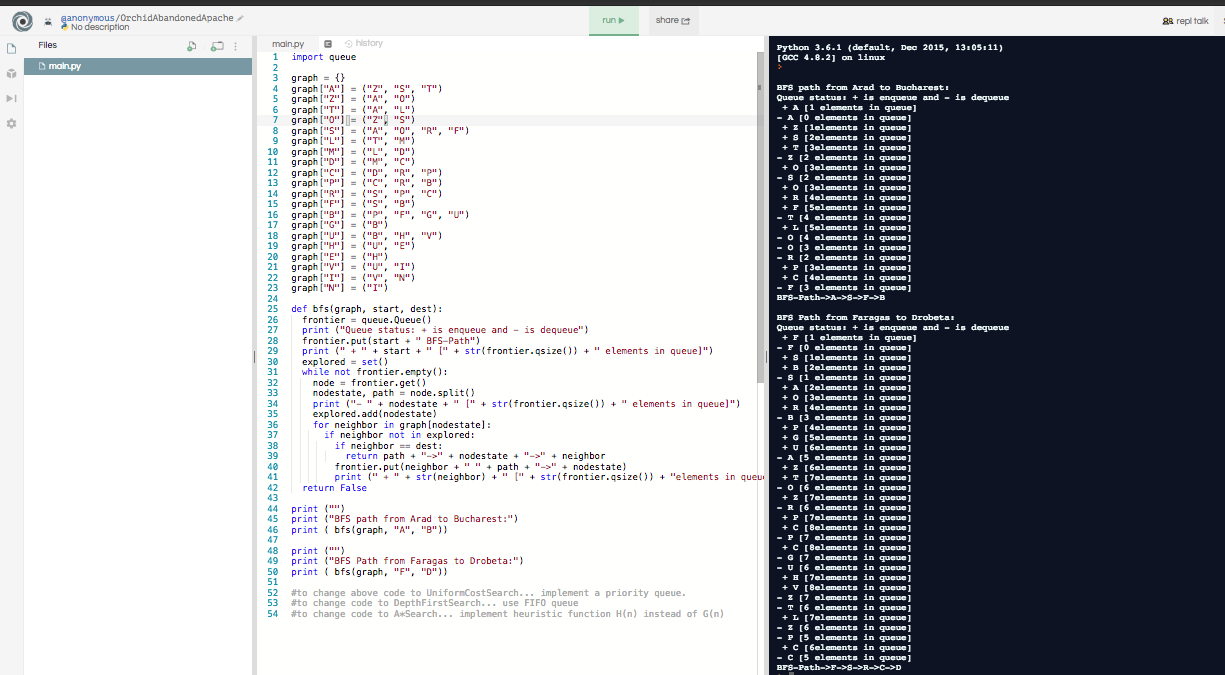 @anonymous/OrchidAbandonedApache
No description
run
share
repl talk
Files
main.py
main.py
history
1 import queue
2
3 graph = {}
4 graph["A"] = ("Z", "S", "T")
5 graph["Z"] = ("A", "O")
6 graph["T"] = ("A", "L")
7 graph["O"] = ("Z", "S")
8 graph["S"] = ("A", "O", "R", "F")
9 graph["L"] = ("T", "M")
10 graph["M"] = ("L", "D")
11 graph["D"] = ("M", "C")
12 graph["C"] = ("D", "R", "P")
13 graph["P"] = ("C", "R", "B")
14 graph["R"] = ("S", "P", "C")
15 graph["F"] = ("S", "B")
16 graph["B"] = ("P", "F", "G", "U")
17 graph["G"] = ("B")
18 graph["U"] = ("B", "H", "V")
19 graph["H"] = ("U", "E")
20 graph["E"] = ("H")
21 graph["V"] = ("U", "I")
22 graph["I"] = ("V", "N")
23 graph["N"] = ("I")
24
25 def bfs(graph, start, dest):
26 frontier = queue.Queue()
27 print ("Queue status: + is enqueue and - is dequeue")
28 frontier.put(start + " BFS-Path")
29 print (" + " + start + " [" + str(frontier.qsize()) + " elements in queue]")
30 explored = set()
31 while not frontier.empty():
32 node = frontier.get()
33 nodestate, path = node.split()
34 print ("- " + nodestate + " [" + str(frontier.qsize()) + " elements in queue]")
35 explored.add(nodestate)
36 for neighbor in graph[nodestate]:
37 if neighbor not in explored:
38 if neighbor == dest:
39 return path + "->" + nodestate + "->" + neighbor
40 frontier.put(neighbor + " " + path + "->" + nodestate)
41 print (" + " + str(neighbor) + " [" + str(frontier.qsize()) + "elements in queue
42 return False
43
44 print ("")
45 print ("BFS path from Arad to Bucharest:")
46 print ( bfs(graph, "A", "B"))
47
48 print ("")
49 print ("BFS Path from Faragas to Drobeta:")
50 print ( bfs(graph, "F", "D"))
51
52 #to change above code to UniformCostSearch... implement a priority queue.
53 #to change code to DepthFirstSearch... use FIFO queue
54 #to change code to A*Search... implement heuristic function H(n) instead of G(n)
Python 3.6.1 (default, Dec 2015, 13:05:11)
[GCC 4.8.2] on linux
BFS path from Arad to Bucharest:
Queue status: + is enqueue and - is dequeue
+ A [1 elements in queue]
- A [0 elements in queue]
+ Z [1elements in queue]
+ S [2elements in queue]
+ T [3elements in queue]
- Z [2 elements in queue]
+ O [3elements in queue]
- S [2 elements in queue]
+ O [3elements in queue]
+ R [4elements in queue]
+ F [5elements in queue]
- T [4 elements in queue]
+ L [5elements in queue]
- O [4 elements in queue]
- O [3 elements in queue]
- R [2 elements in queue]
+ P [3elements in queue]
+ C [4elements in queue]
- F [3 elements in queue]
BFS-Path->A->S->F->B
BFS Path from Faragas to Drobeta:
Queue status: + is enqueue and - is dequeue
+ F [1 elements in queue]
- F [0 elements in queue]
+ S [1elements in queue]
+ B [2elements in queue]
- S [1 elements in queue]
+ A [2elements in queue]
+ O [3elements in queue]
+ R [4elements in queue]
- B [3 elements in queue]
+ P [4elements in queue]
+ G [5elements in queue]
+ U [6elements in queue]
- A [5 elements in queue]
+ Z [6elements in queue]
+ T [7elements in queue]
- O [6 elements in queue]
+ Z [7elements in queue]
- R [6 elements in queue]
+ P [7elements in queue]
+ C [8elements in queue]
- P [7 elements in queue]
+ C [8elements in queue]
- G [7 elements in queue]
- U [6 elements in queue]
+ H [7elements in queue]
+ V [8elements in queue]
- Z [7 elements in queue]
- T [6 elements in queue]
+ L [7elements in queue]
- Z [6 elements in queue]
- P [5 elements in queue]
+ C [6elements in queue]
- C [5 elements in queue]
BFS-Path->F->S->R->C->D